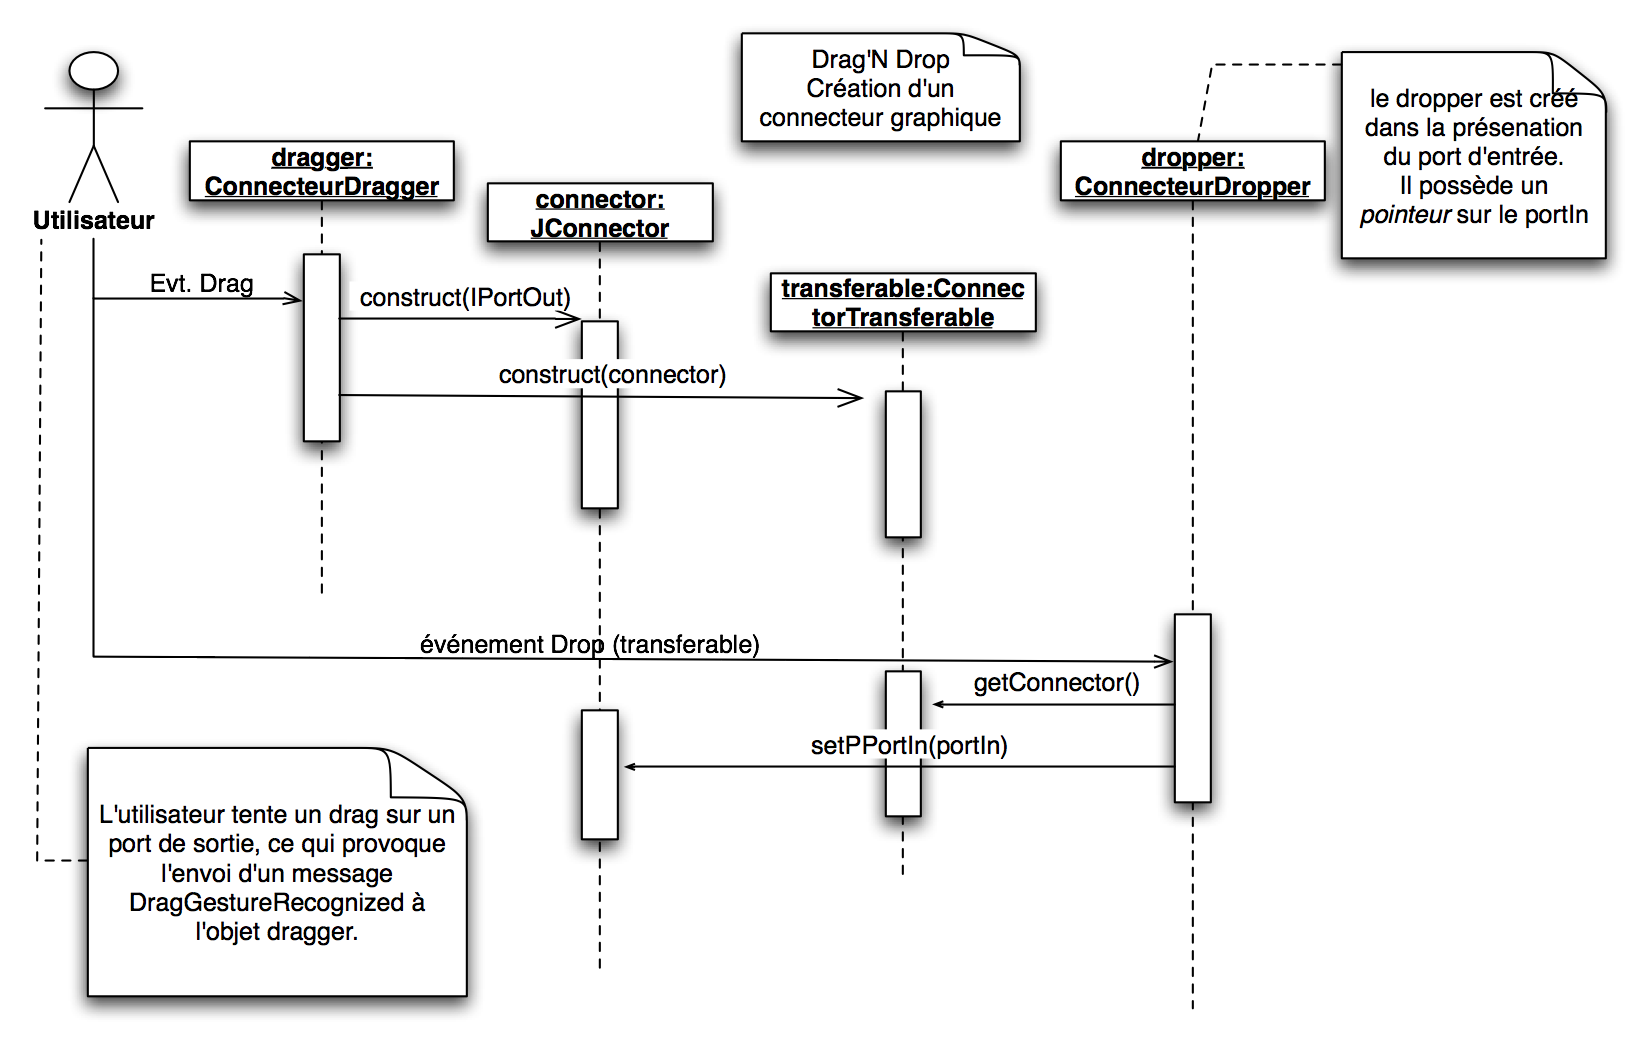 Drag'N Drop
Création d'un
connecteur graphique
le dropper est créé
dans la présenation
du port d'entrée.
Il possède un
pointeur sur le portIn
Utilisateur
dragger:
ConnecteurDragger
connector:
JConnector
transferable:Connec
torTransferable
dropper:
ConnecteurDropper
Evt. Drag
construct(IPortOut)
construct(connector)
événement Drop (transferable)
getConnector()
setPPortIn(portIn)
L'utilisateur tente un drag sur un
port de sortie, ce qui provoque
l'envoi d'un message
DragGestureRecognized à
l'objet dragger.